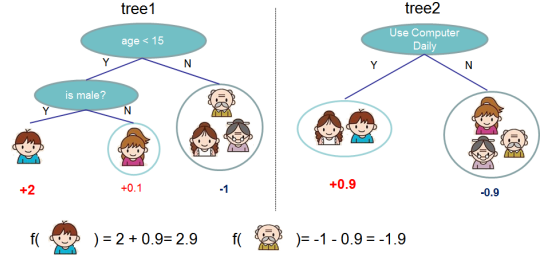 tree1
tree2
age < 15
Use Computer
Daily
Y
N
Y
N
is male?
Y
N
+2
+0.1
-1
+0.9
-0.9
f( ) = 2 + 0.9= 2.9
f( )= -1 - 0.9 = -1.9